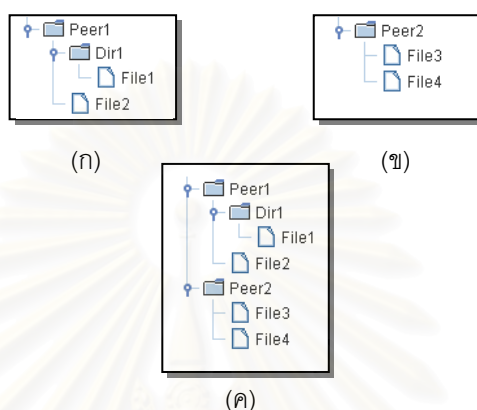 Peer1
Dir1
File1
File2
(ก)
Peer2
File3
File4
(ข)
Peer1
Dir1
File1
File2
Peer2
File3
File4
(ค)